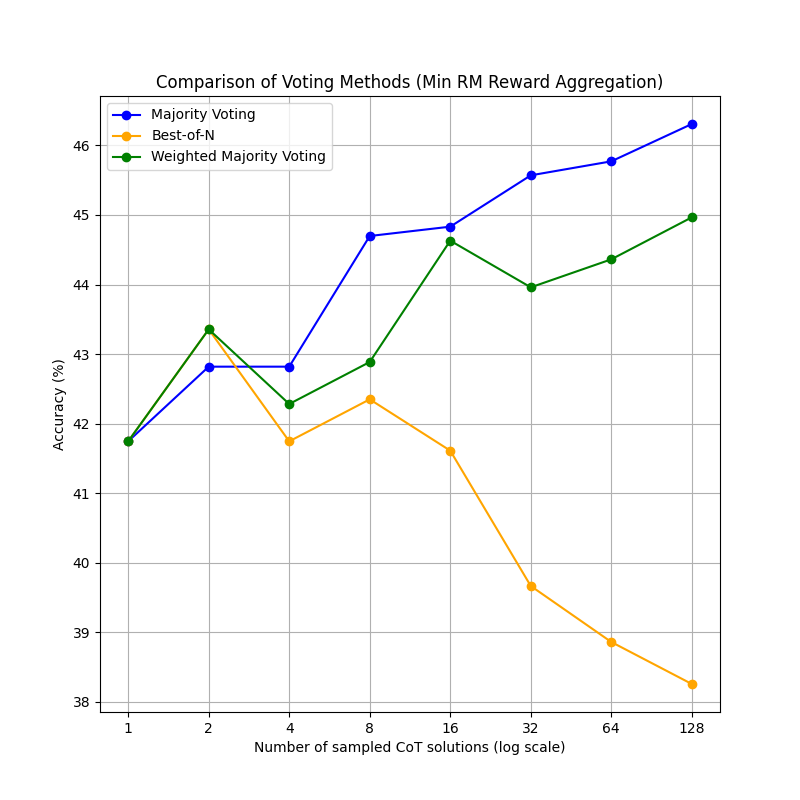 Comparison of Voting Methods (Min RM Reward Aggregation)
Majority Voting
Best-of-N
Weighted Majority Voting
46
45
44
43
42
41
40
39
38
Accuracy (%)
1 2 4 8 16 32 64 128
Number of sampled CoT solutions (log scale)